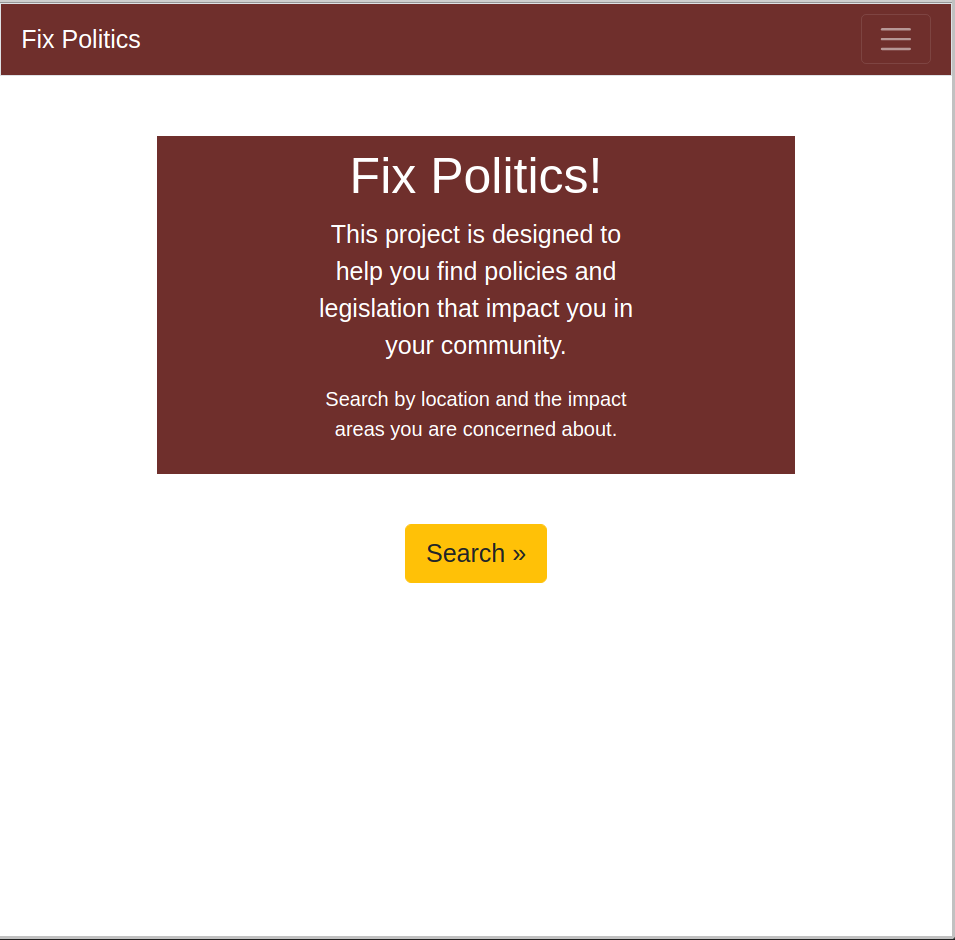 Fix Politics
Fix Politics!
This project is designed to
help you find policies and
legislation that impact you in
your community.
Search by location and the impact
areas you are concerned about.
Search »